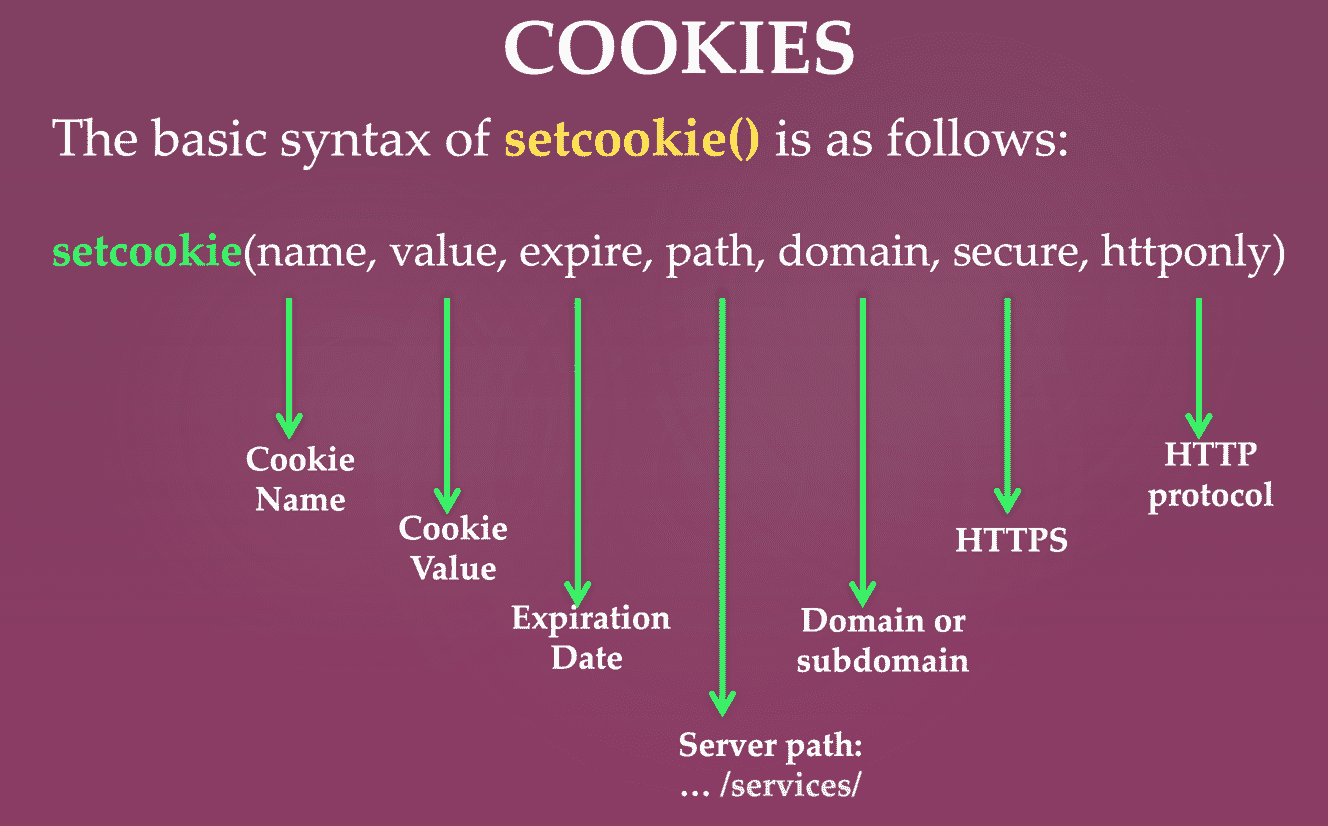 COOKIES
The basic syntax of setcookie() is as follows:
setcookie(name, value, expire, path, domain, secure, httponly)
Cookie
Name
Cookie
Value
Expiration
Date
Server path:
… /services/
Domain or
subdomain
HTTPS
HTTP
protocol